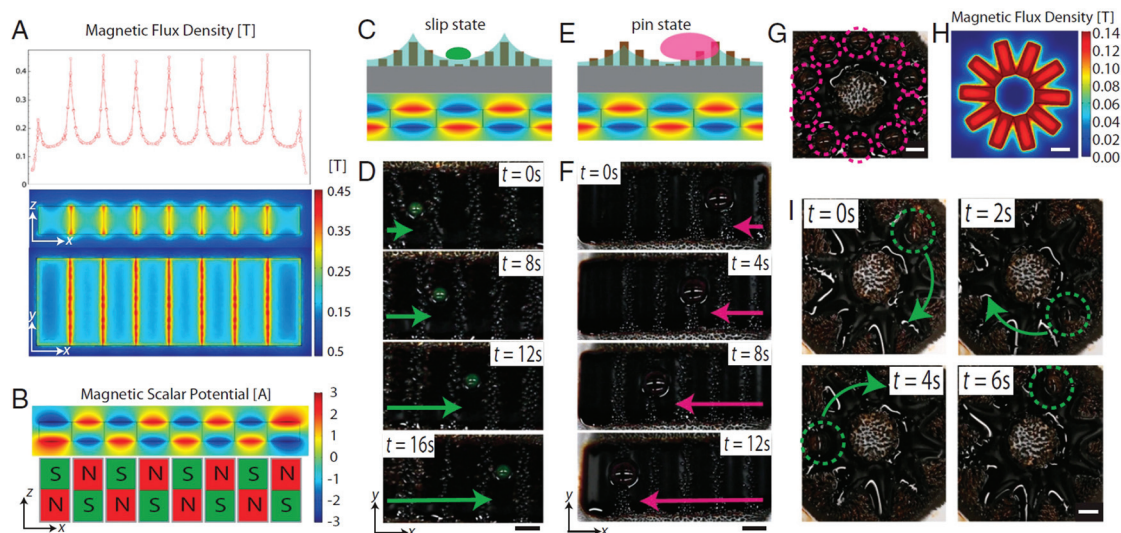 A
Magnetic Flux Density [T]
0.4
0.3
0.2
0.1
0
[T]
0.45
0.35
0.25
0.15
0.5
z
x
y
x
B
Magnetic Scalar Potential [A]
3
2
1
0
-1
-2
-3
S N S N S N S N
N S N S N S N S
z
x
C
slip state
D
t = 0s
t = 8s
t = 12s
t = 16s
y
x
E
pin state
F
t = 0s
t = 4s
t = 8s
t = 12s
y
x
G
H
Magnetic Flux Density [T]
0.14
0.12
0.10
0.08
0.06
0.04
0.02
0.00
I
t = 0s
t = 2s
t = 4s
t = 6s